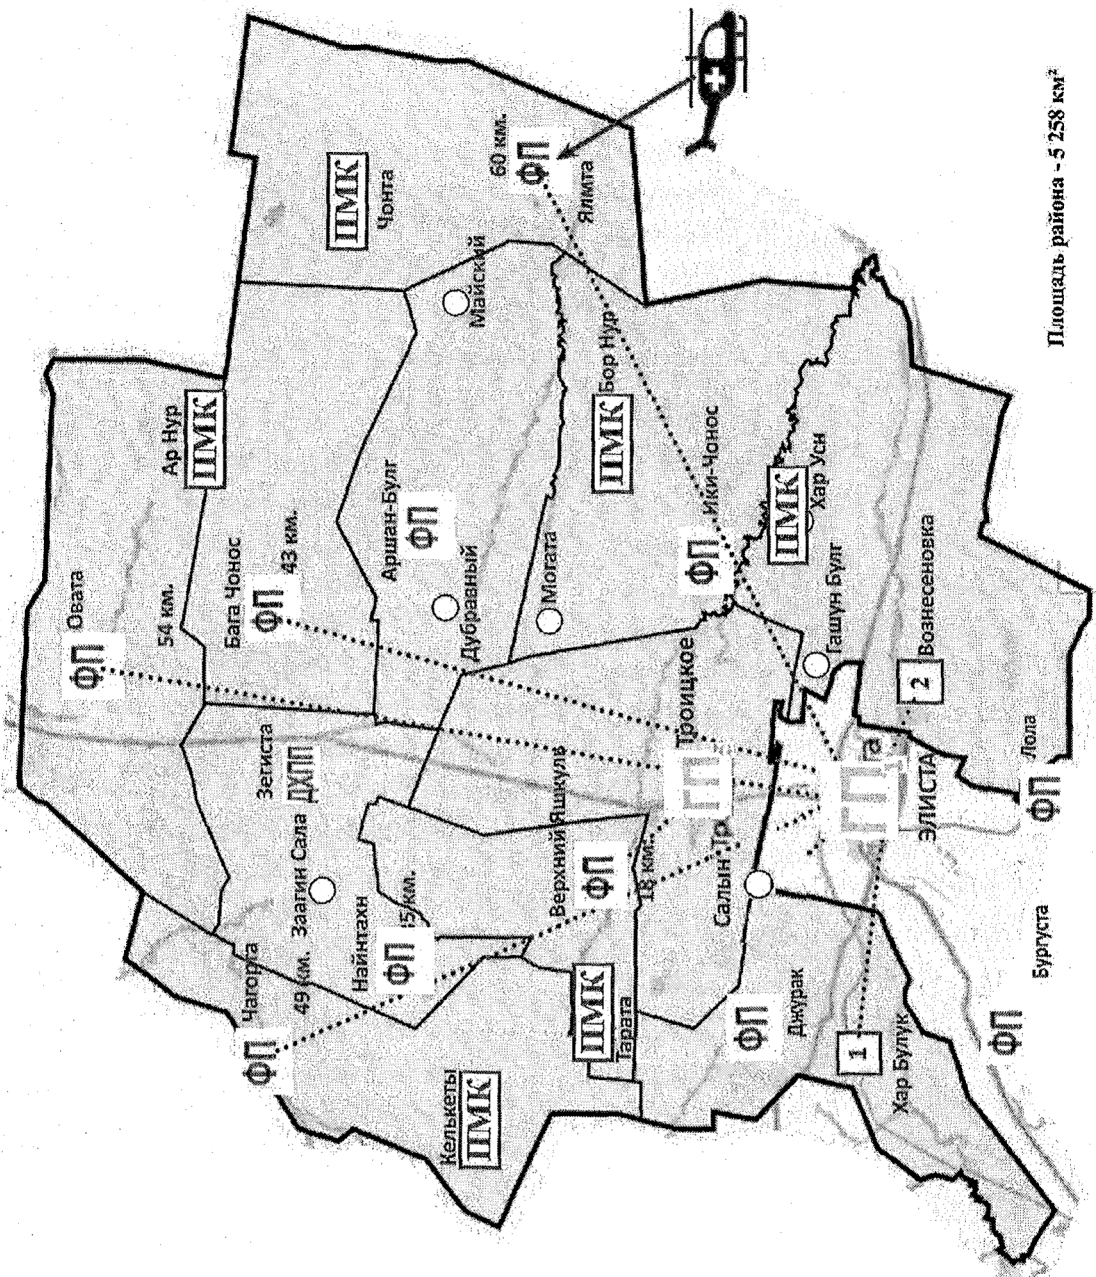 Овата
ФП
Ар Нур
ПМК
54 км.
Бага Чонос
ФП
43 км.
Чагорта
ФП
49 км.
Зегиста
ДХПП
Заагин Сала
ПМК
Чонта
Найнтахн
ФП
Аршан-Булг
ФП
Келькеты
ПМК
Дубравный
Майский
60 км.
ФП
Ялмта
Могата
Верхний Яшкуль
ФП
ПМК
Тарата
Бор Нур
ПМК
18 км.
Троицкое
ГП
ФП
Ики-Чонос
Салын
ФП
Джурак
ПМК
Хар Усн
Гашун Булг
1
Хар Булук
ГП
2
ЭЛИСТА
Вознесеновка
ФП
Бургуста
Лола
ФП
Площадь района - 5 258 км²